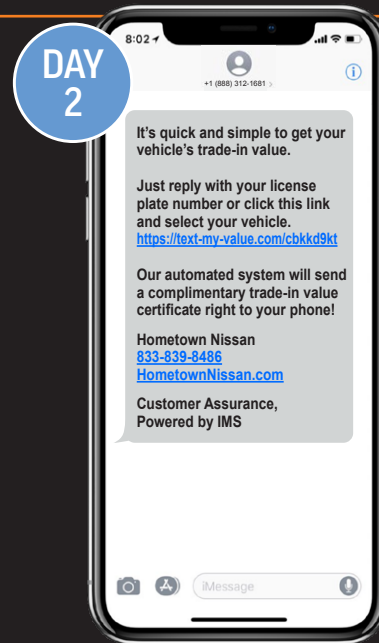 DAY
2
8:02
+1 (888) 312-1681 >
It's quick and simple to get your
vehicle's trade-in value.
Just reply with your license
plate number or click this link
and select your vehicle.
https://text-my-value.com/cbkkd9kt
Our automated system will send
a complimentary trade-in value
certificate right to your phone!
Hometown Nissan
833-839-8486
HometownNissan.com
Customer Assurance,
Powered by IMS
iMessage